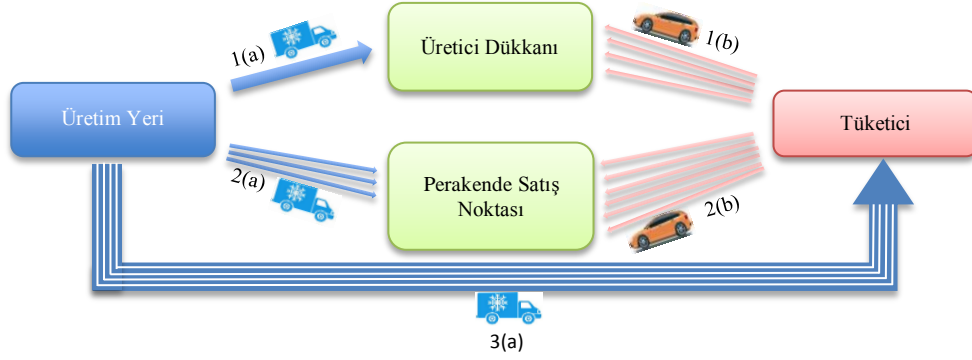 1(a)
Üretici Dükkanı
1(b)
Üretim Yeri
Tüketici
2(a)
Perakende Satış
Noktası
2(b)
3(a)